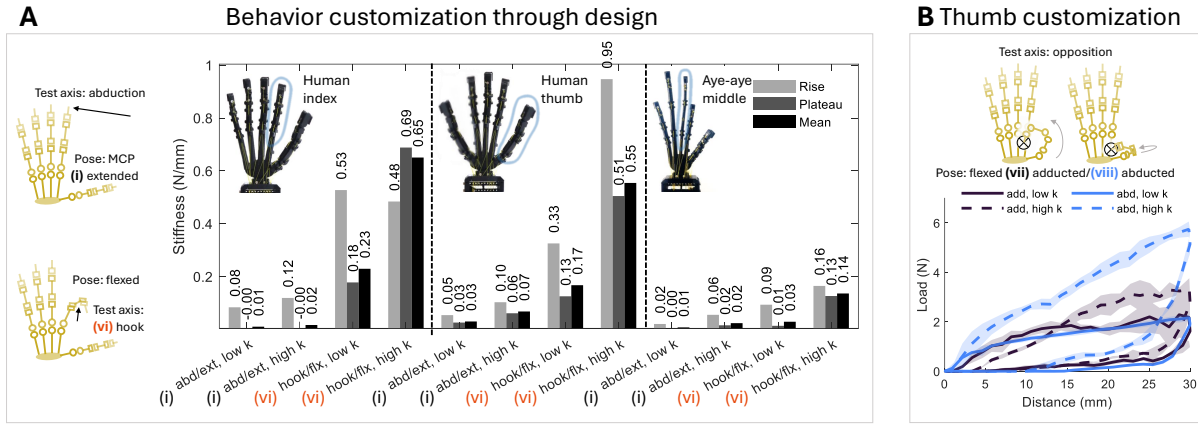 A Behavior customization through design
Test axis: abduction
Pose: MCP
(i) extended
Pose: flexed
Test axis:
(vi) hook
Stiffness (N/mm)
1
0.8
0.6
0.4
0.2
Human
index
Human
thumb
Aye-aye
middle
Rise
Plateau
Mean
0.08
-0.00
0.01
0.12
-0.00
0.02
0.53
0.18
0.23
0.48
0.69
0.65
0.05
0.03
0.03
0.10
0.06
0.07
0.33
0.13
0.17
0.95
0.51
0.55
0.02
0.00
0.01
0.06
0.02
0.02
0.09
0.01
0.03
0.16
0.13
0.14
abd/ext, low k
abd/ext, high k
hook/flx, low k
hook/flx, high k
abd/ext, low k
abd/ext, high k
hook/flx, low k
hook/flx, high k
abd/ext, low k
abd/ext, high k
hook/flx, low k
hook/flx, high k
(i) (i) (vi) (vi) (i) (i) (vi) (vi) (i) (i) (vi) (vi)
B Thumb customization
Test axis: opposition
Pose: flexed (vii) adducted/(viii) abducted
add, low k
abd, low k
add, high k
abd, high k
Load (N)
6
4
2
0
0 5 10 15 20 25 30
Distance (mm)